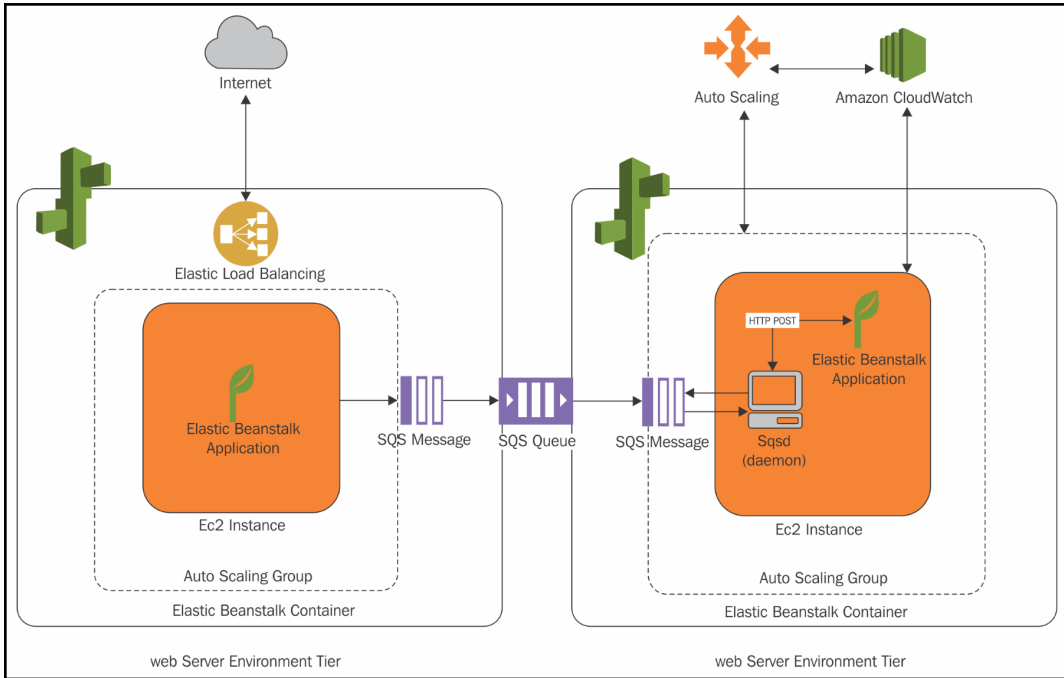 Internet
Auto Scaling
Amazon CloudWatch
Elastic Load Balancing
Elastic Beanstalk
Application
Ec2 Instance
Auto Scaling Group
Elastic Beanstalk Container
web Server Environment Tier
SQS Message
SQS Queue
SQS Message
HTTP POST
Elastic Beanstalk
Application
Sqsd
(daemon)
Ec2 Instance
Auto Scaling Group
Elastic Beanstalk Container
web Server Environment Tier